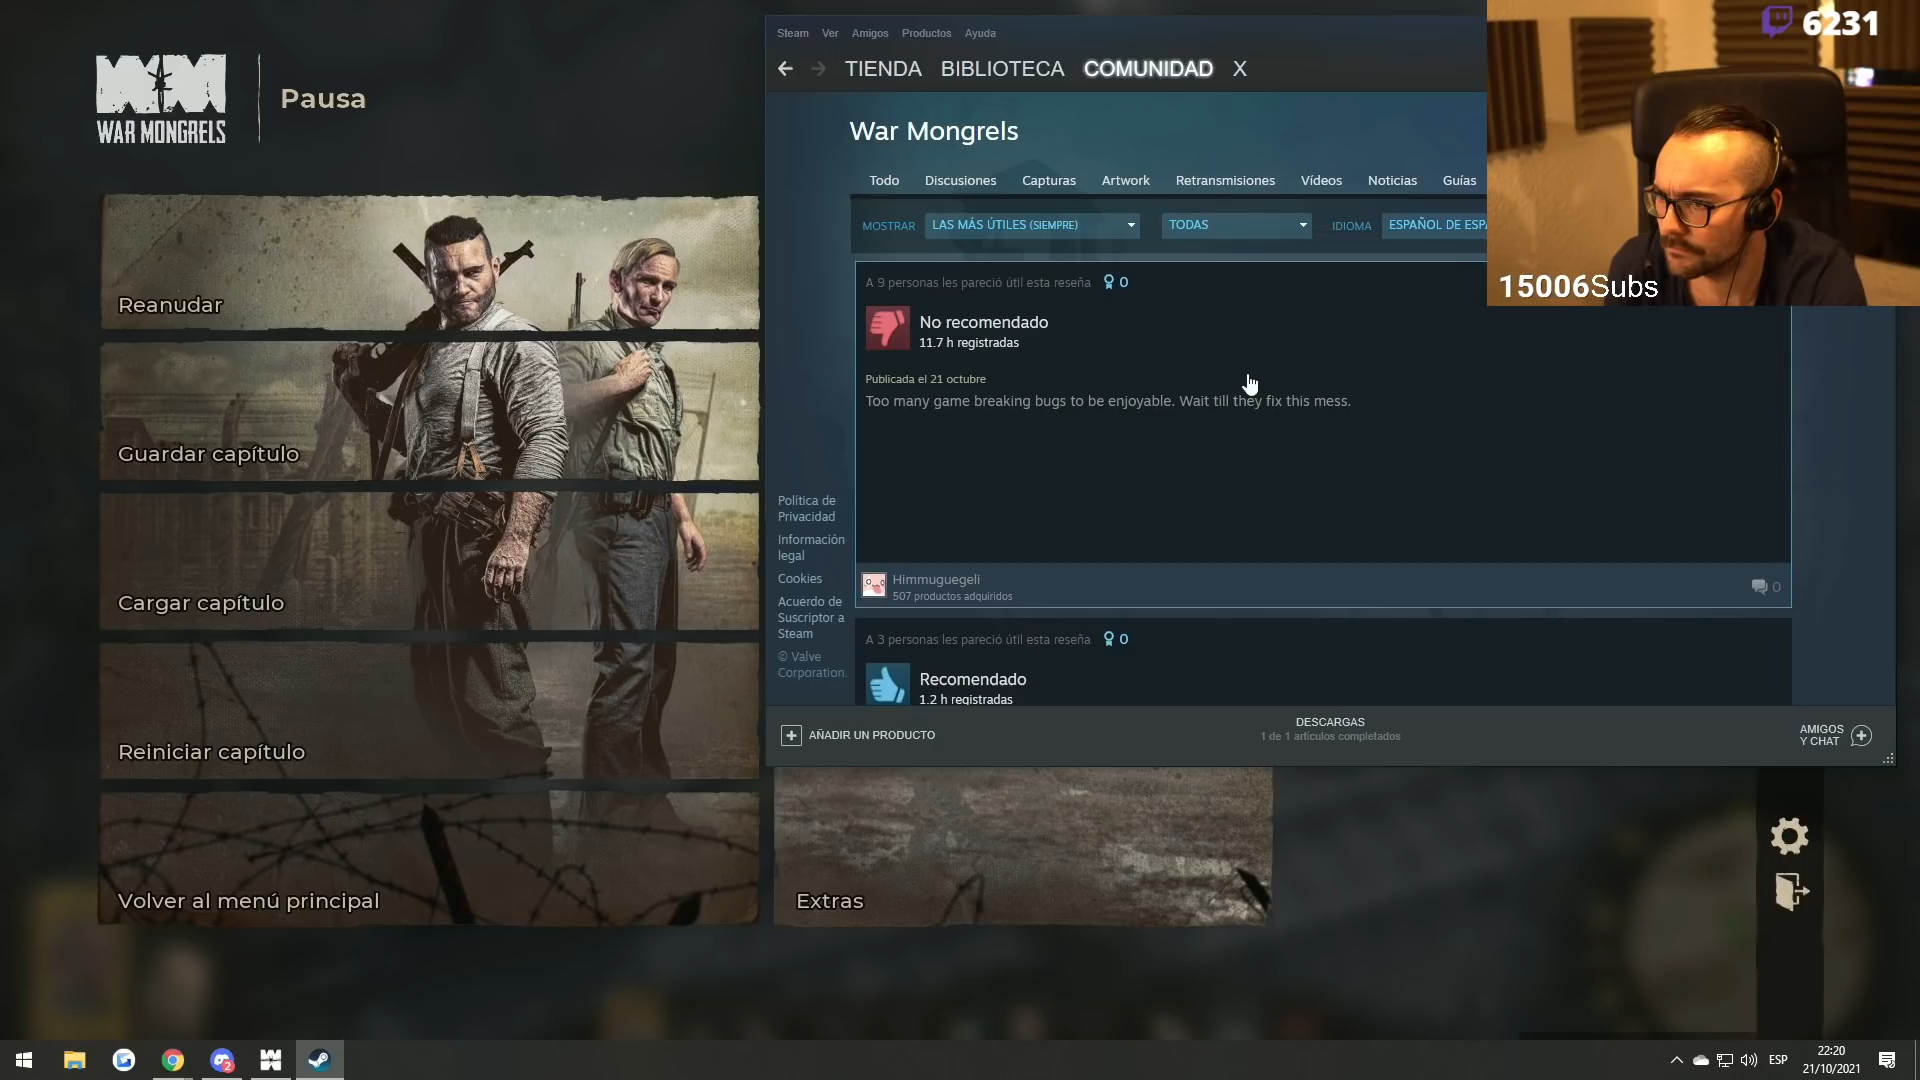 WAR MONGRELS
Pausa
Reanudar
Guardar capítulo
Cargar capítulo
Reiniciar capítulo
Volver al menú principal
Extras
Steam Ver Amigos Productos Ayuda
TIENDA BIBLIOTECA COMUNIDAD X
War Mongrels
Todo Discusiones Capturas Artwork Retransmisiones Vídeos Noticias Guías
MOSTRAR LAS MÁS ÚTILES (SIEMPRE) TODAS IDIOMA ESPAÑOL DE ESP
A 9 personas les pareció útil esta reseña 0
No recomendado
11.7 h registradas
Publicada el 21 octubre
Too many game breaking bugs to be enjoyable. Wait till they fix this mess.
Himmuguegeli
507 productos adquiridos
0
A 3 personas les pareció útil esta reseña 0
Recomendado
1.2 h registradas
Política de
Privacidad
Información
legal
Cookies
Acuerdo de
Suscriptor a
Steam
© Valve
Corporation.
AÑADIR UN PRODUCTO
DESCARGAS
1 de 1 artículos completados
AMIGOS
Y CHAT
6231
15006Subs
2
ESP
22:20
21/10/2021